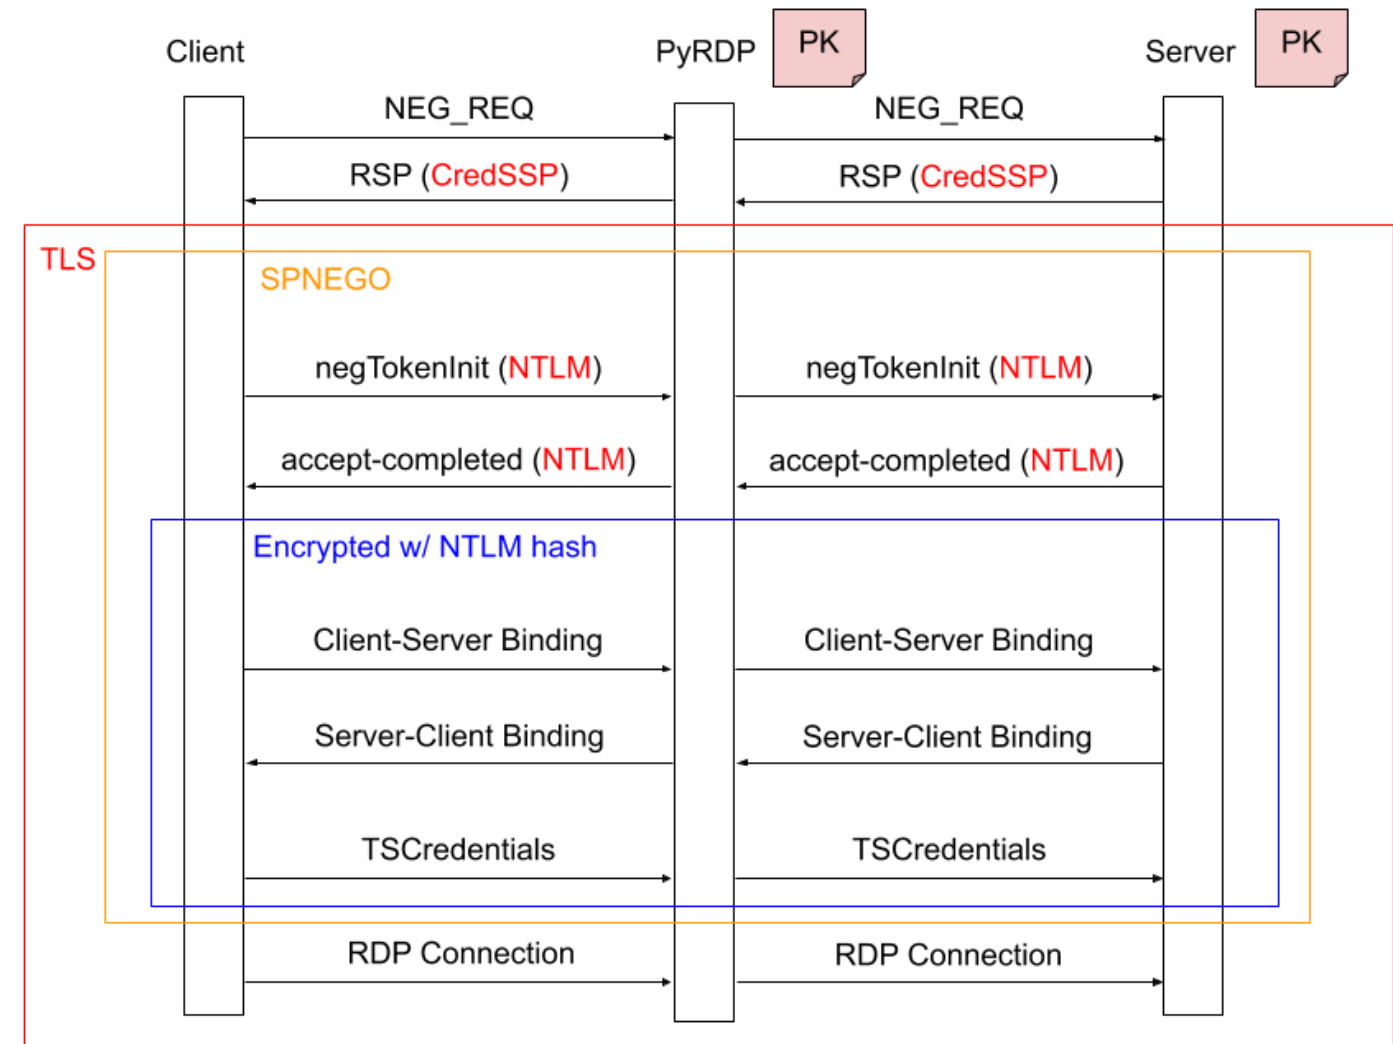 Client
PyRDP
PK
Server
PK
NEG_REQ
NEG_REQ
RSP (CredSSP)
RSP (CredSSP)
TLS
SPNEGO
negTokenInit (NTLM)
negTokenInit (NTLM)
accept-completed (NTLM)
accept-completed (NTLM)
Encrypted w/ NTLM hash
Client-Server Binding
Client-Server Binding
Server-Client Binding
Server-Client Binding
TSCredentials
TSCredentials
RDP Connection
RDP Connection